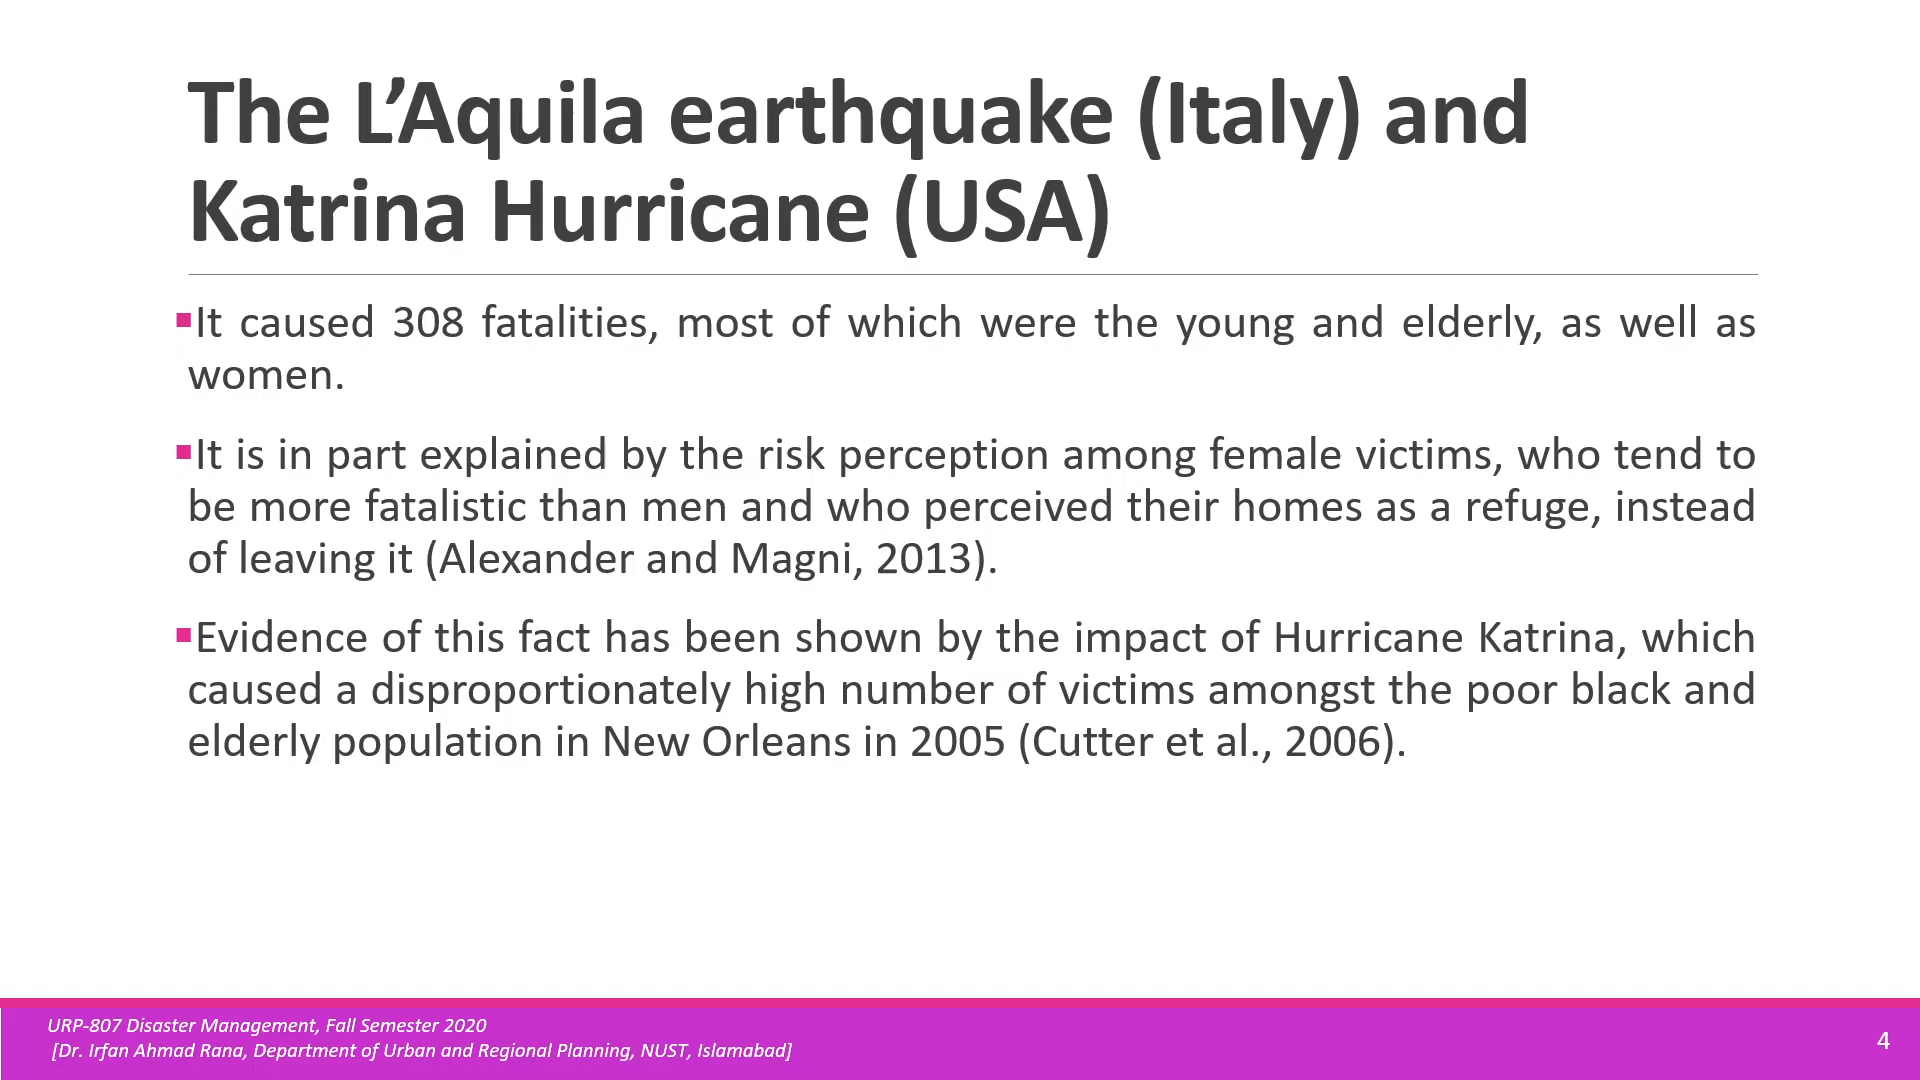 The L’Aquila earthquake (Italy) and
Katrina Hurricane (USA)
▪It caused 308 fatalities, most of which were the young and elderly, as well as
women.
▪It is in part explained by the risk perception among female victims, who tend to
be more fatalistic than men and who perceived their homes as a refuge, instead
of leaving it (Alexander and Magni, 2013).
▪Evidence of this fact has been shown by the impact of Hurricane Katrina, which
caused a disproportionately high number of victims amongst the poor black and
elderly population in New Orleans in 2005 (Cutter et al., 2006).
URP-807 Disaster Management, Fall Semester 2020
[Dr. Irfan Ahmad Rana, Department of Urban and Regional Planning, NUST, Islamabad]
4